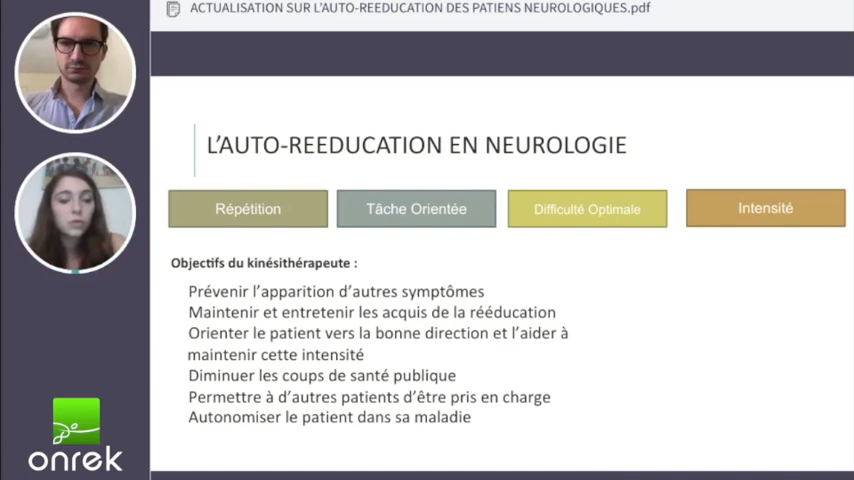 ACTUALISATION SUR L'AUTO-REEDUCATION DES PATIENS NEUROLOGIQUES.pdf
L'AUTO-REEDUCATION EN NEUROLOGIE
Répétition
Tâche Orientée
Difficulté Optimale
Intensité
Objectifs du kinésithérapeute :
Prévenir l'apparition d'autres symptômes
Maintenir et entretenir les acquis de la rééducation
Orienter le patient vers la bonne direction et l'aider à
maintenir cette intensité
Diminuer les coups de santé publique
Permettre à d'autres patients d'être pris en charge
Autonomiser le patient dans sa maladie
onrek